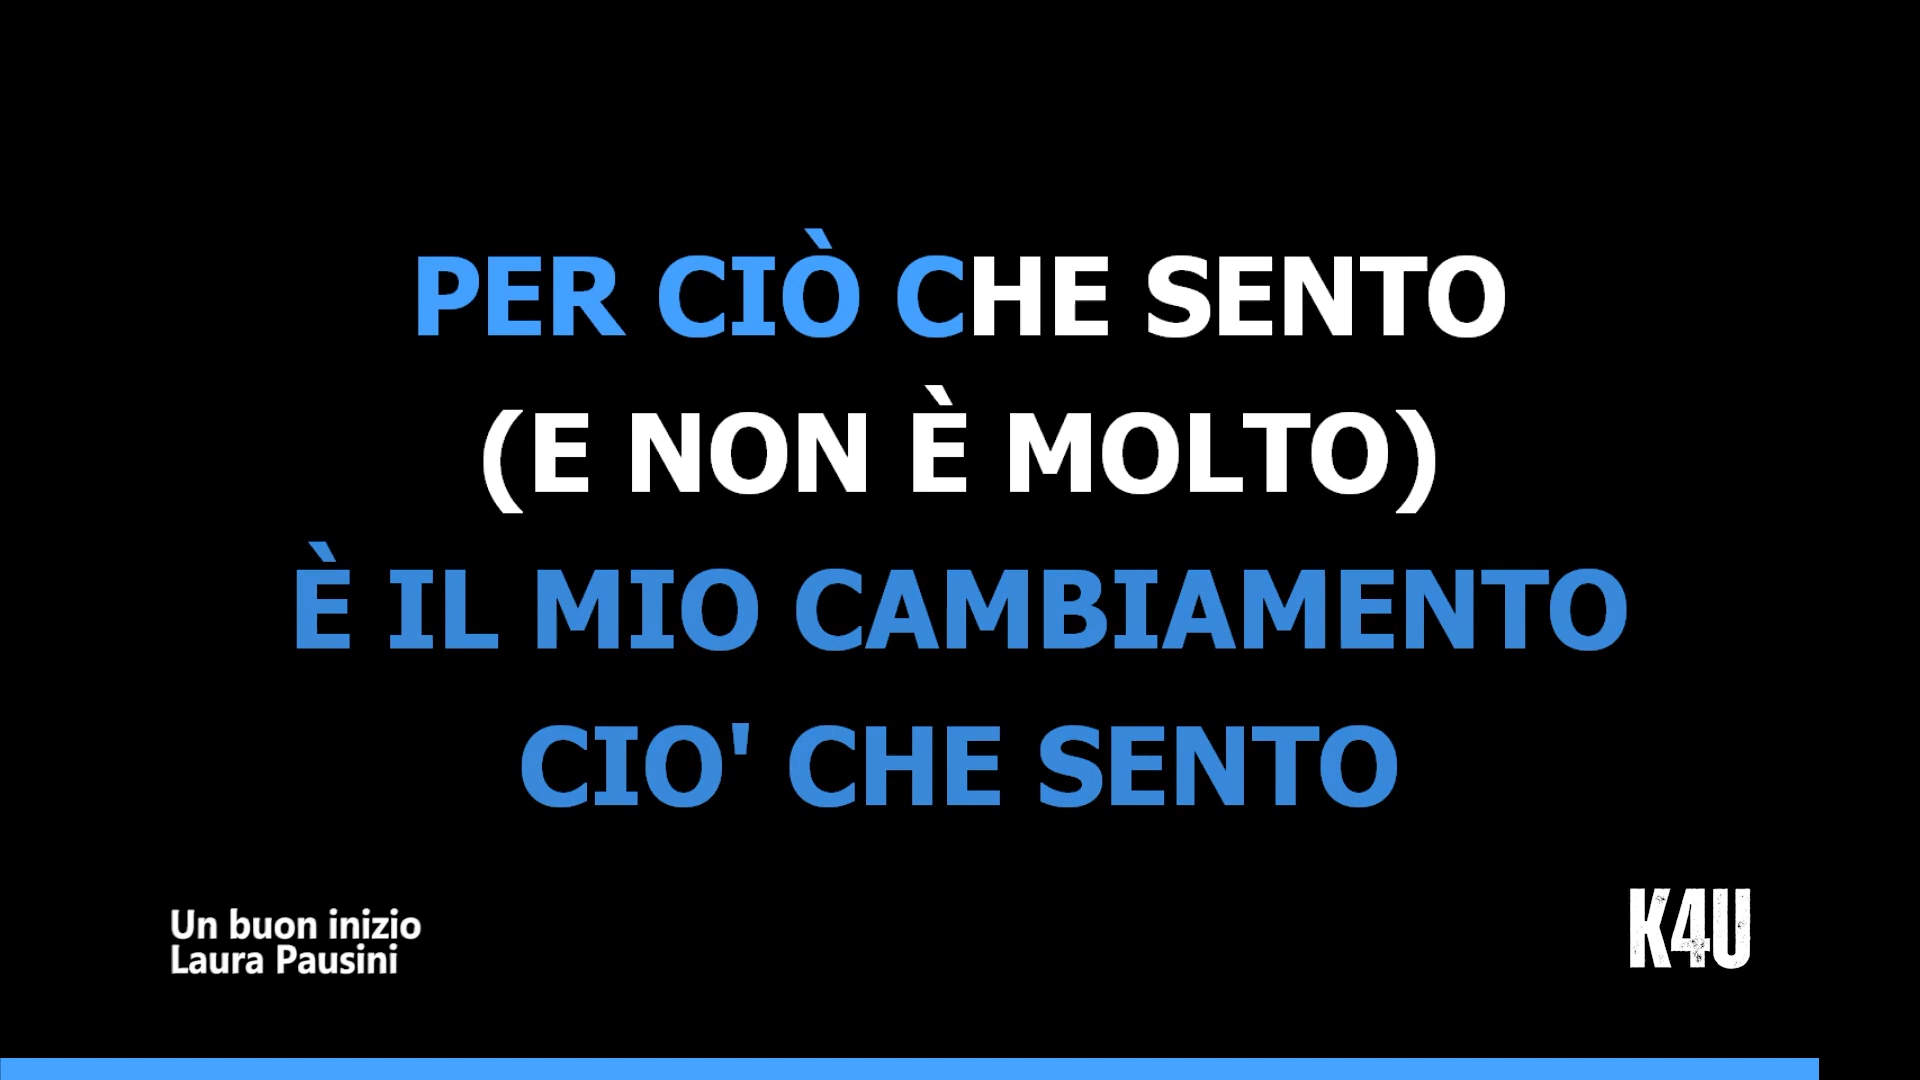 PER CIÒ CHE SENTO
(E NON È MOLTO)
È IL MIO CAMBIAMENTO
CIO' CHE SENTO
Un buon inizio
Laura Pausini
K4U